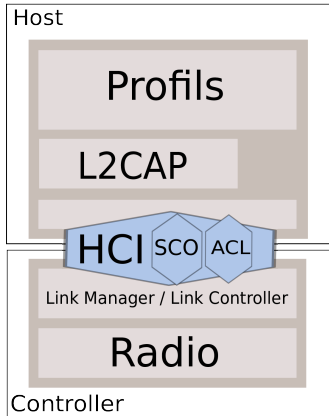 Host
Profils
L2CAP
HCI SCO ACL
Link Manager / Link Controller
Radio
Controller